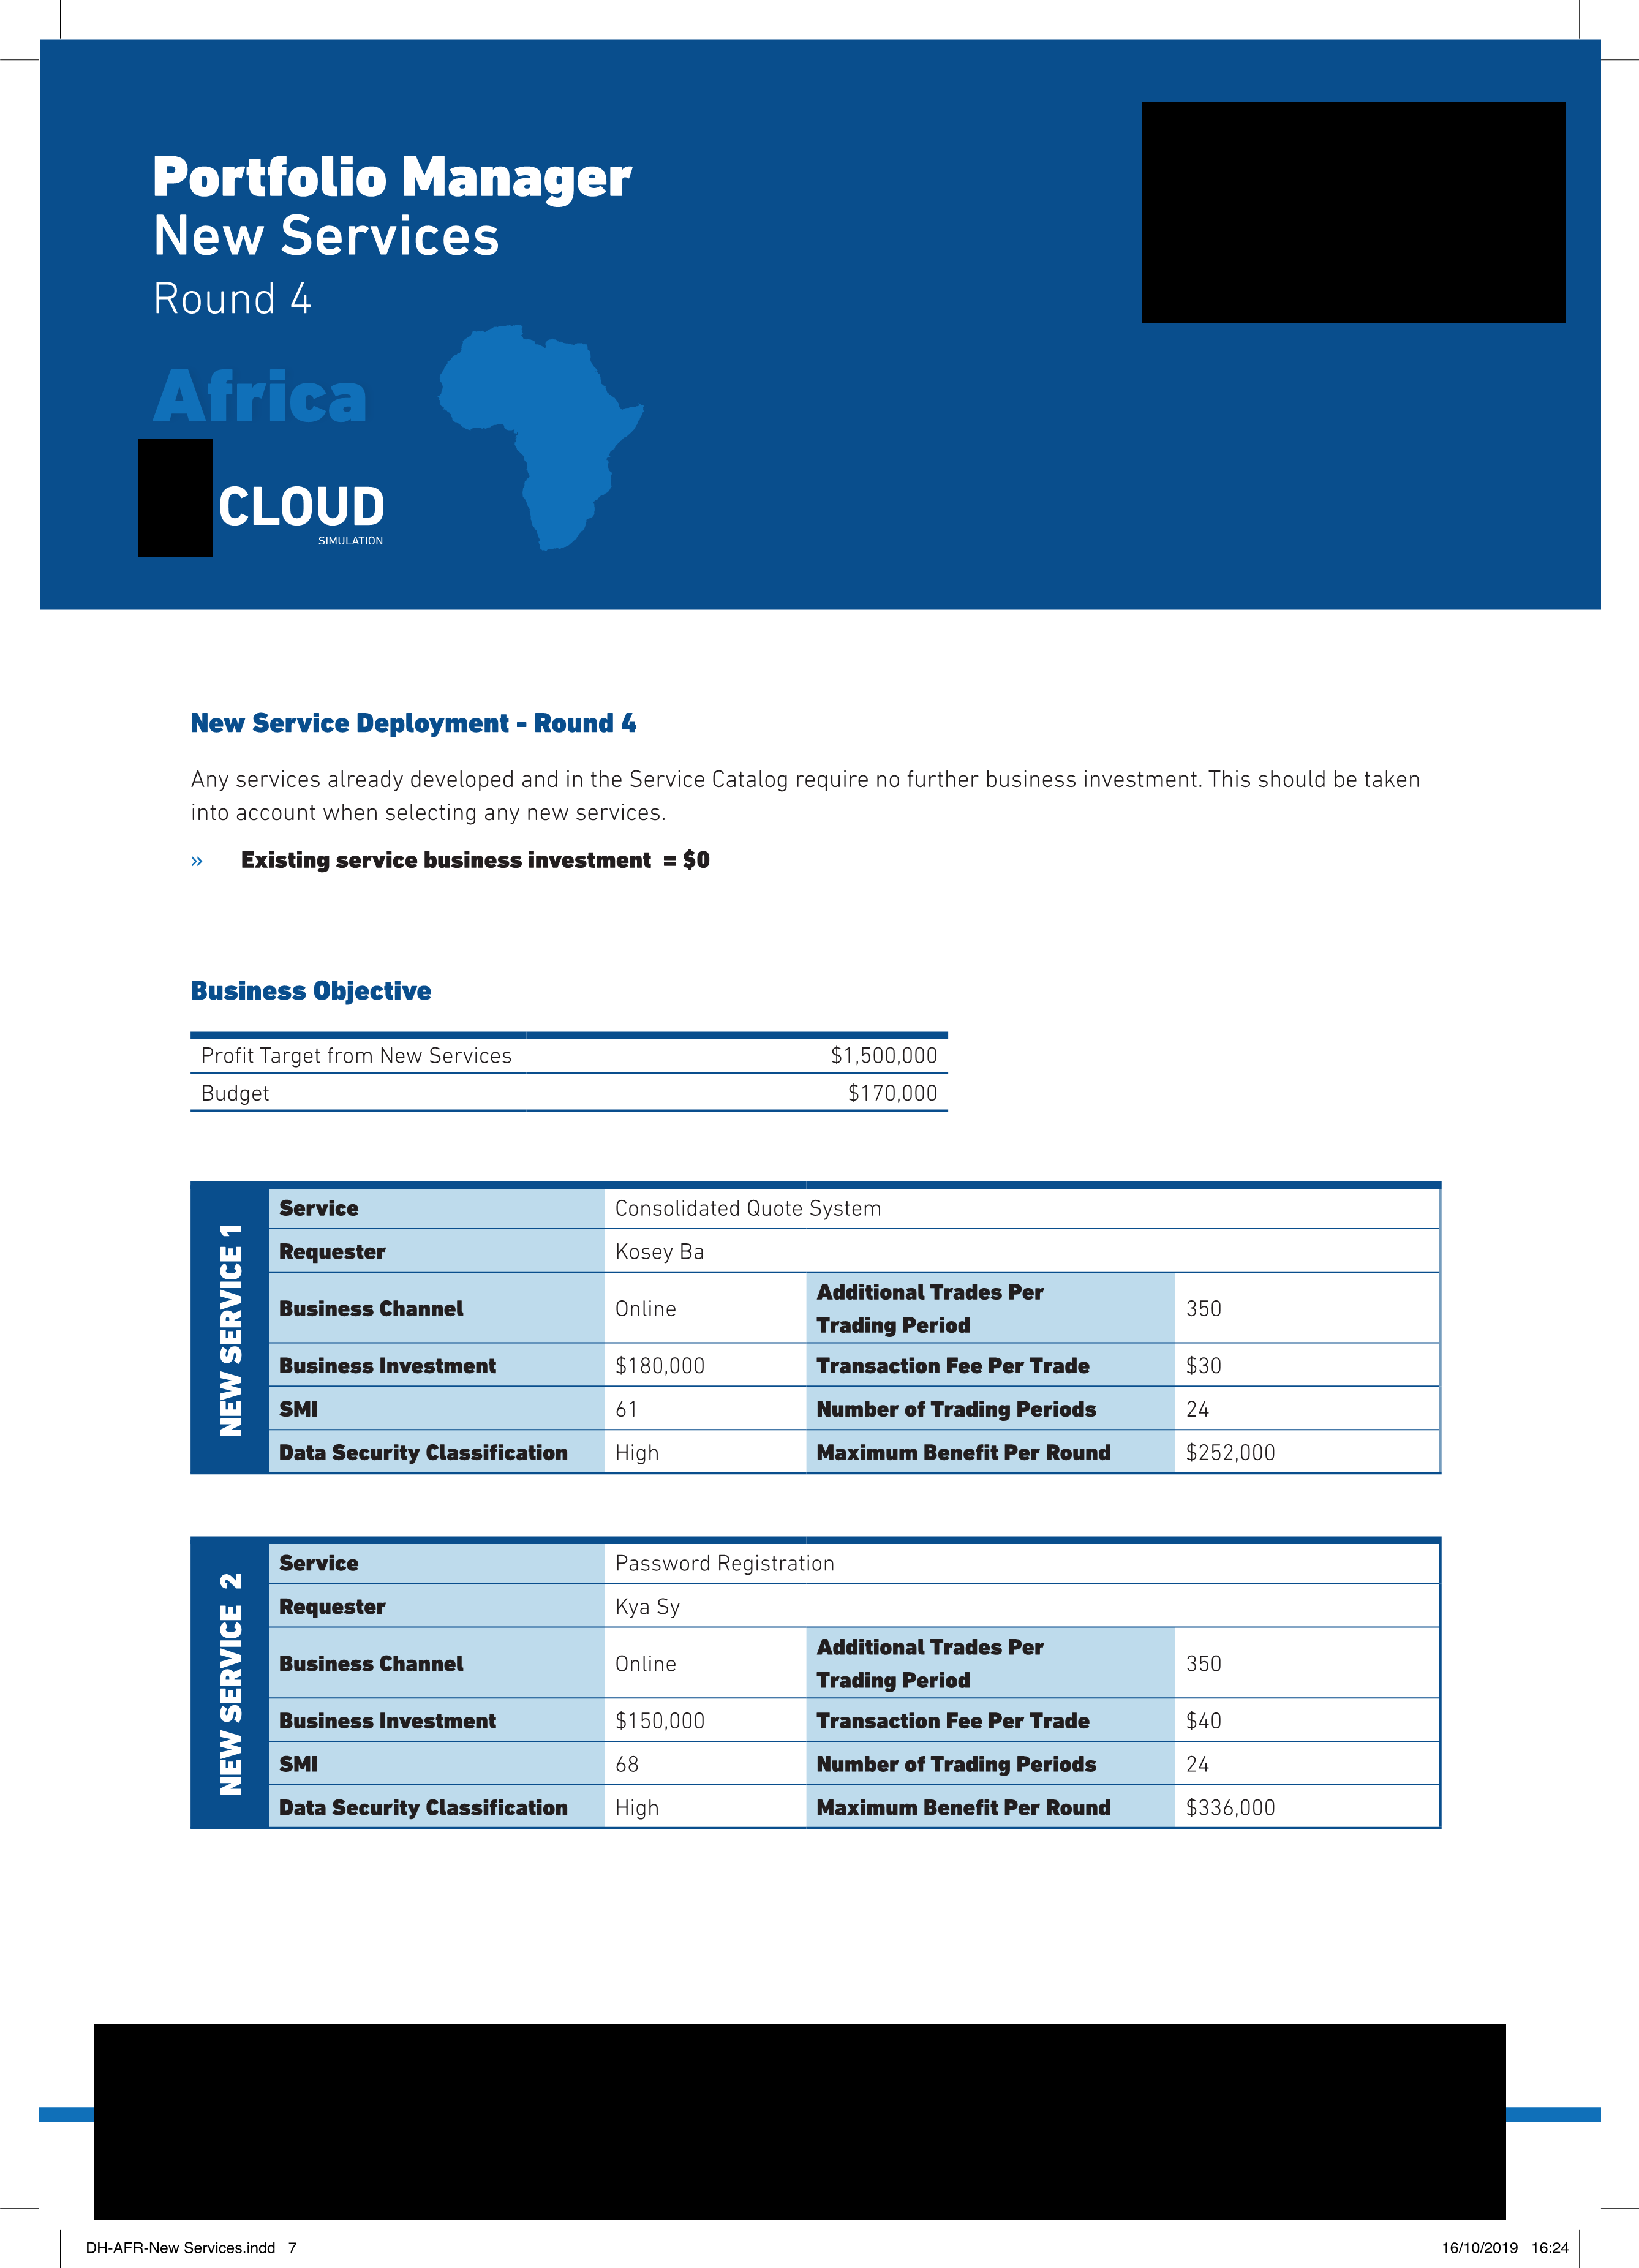 Portfolio Manager
New Services
Round 4
Africa
CLOUD
SIMULATION
New Service Deployment - Round 4
Any services already developed and in the Service Catalog require no further business investment. This should be taken
into account when selecting any new services.
» Existing service business investment = $0
Business Objective
Profit Target from New Services $1,500,000
Budget $170,000
NEW SERVICE 1
Service Consolidated Quote System
Requester Kosey Ba
Business Channel Online Additional Trades Per
Trading Period 350
Business Investment $180,000 Transaction Fee Per Trade $30
SMI 61 Number of Trading Periods 24
Data Security Classification High Maximum Benefit Per Round $252,000
NEW SERVICE 2
Service Password Registration
Requester Kya Sy
Business Channel Online Additional Trades Per
Trading Period 350
Business Investment $150,000 Transaction Fee Per Trade $40
SMI 68 Number of Trading Periods 24
Data Security Classification High Maximum Benefit Per Round $336,000
DH-AFR-New Services.indd 7 16/10/2019 16:24